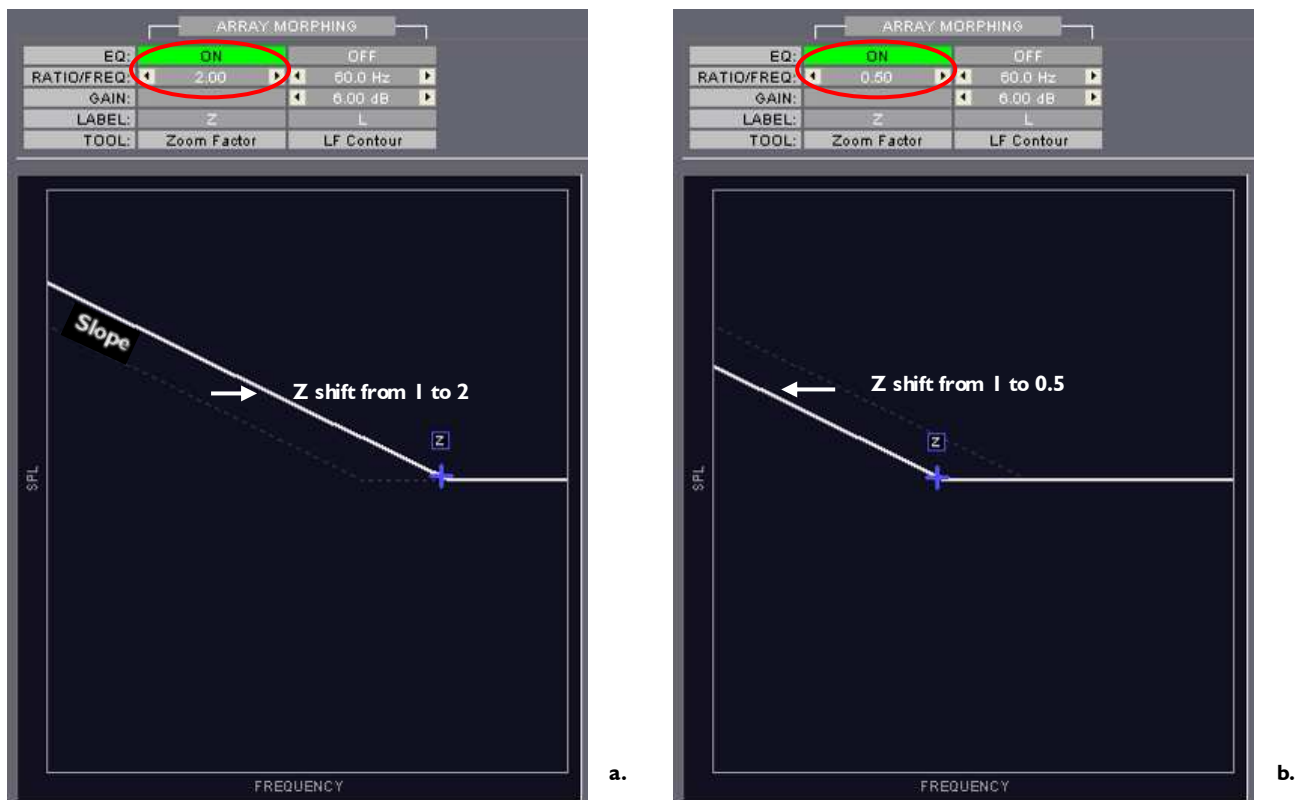 ARRAY MORPHING
EQ: ON OFF
RATIO/FREQ: 2.00 60.0 Hz
GAIN: 6.00 dB
LABEL: Z L
TOOL: Zoom Factor LF Contour
Slope
Z shift from 1 to 2
Z
SPL
FREQUENCY
a.
ARRAY MORPHING
EQ: ON OFF
RATIO/FREQ: 0.50 60.0 Hz
GAIN: 6.00 dB
LABEL: Z L
TOOL: Zoom Factor LF Contour
Z shift from 1 to 0.5
Z
SPL
FREQUENCY
b.